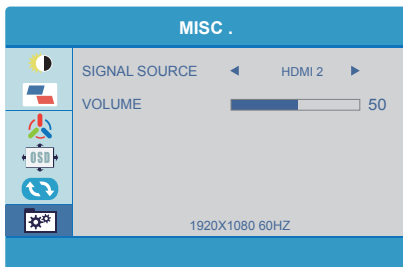 MISC .
SIGNAL SOURCE ◀ HDMI 2 ▶
VOLUME 50
OSD
1920X1080 60HZ